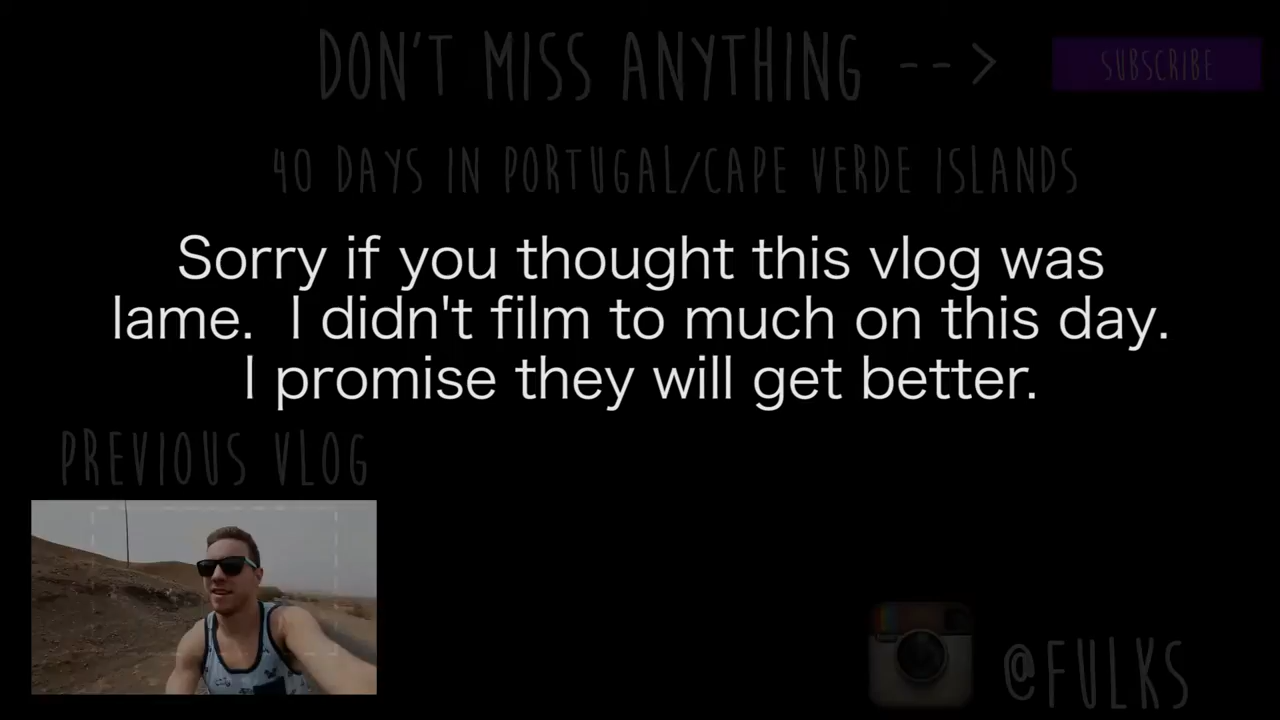 DON'T MISS ANYTHING -->
SUBSCRIBE
40 DAYS IN PORTUGAL/CAPE VERDE ISLANDS
Sorry if you thought this vlog was
lame.  I didn't film to much on this day.
I promise they will get better.
PREVIOUS VLOG
@FULKS